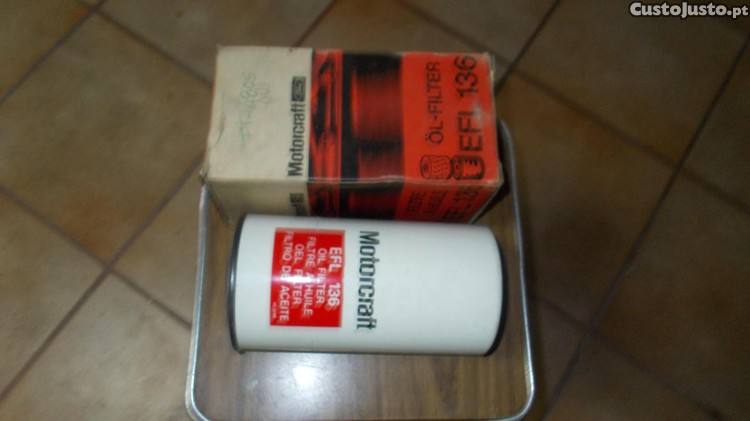 CustoJusto.pt
Motorcraft
ÖL-FILTER
EFL 136
Motorcraft
EFL 136
OIL FILTER
FILTRE A HUILE
OEL FILTER
FILTRO DE ACEITE